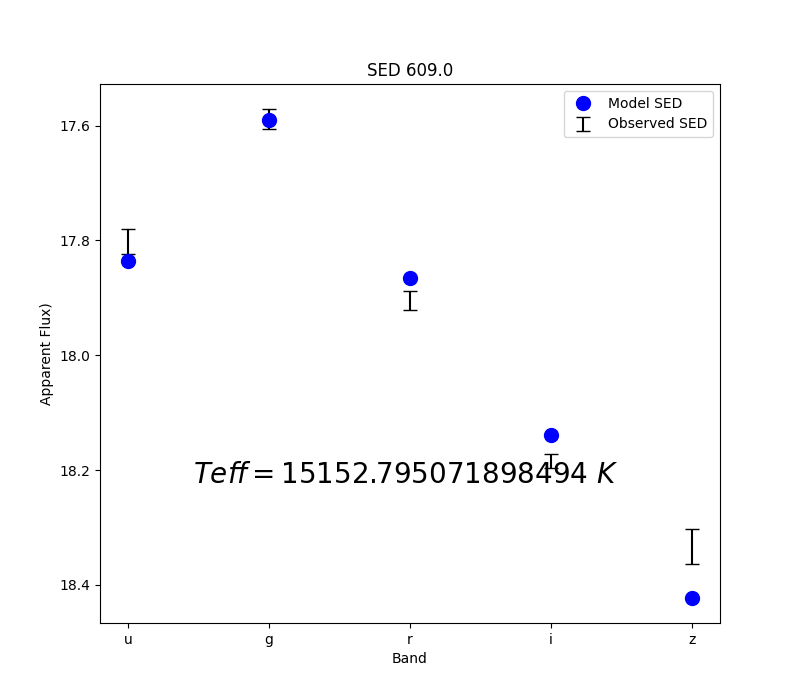 SED 609.0
Model SED
Observed SED
17.6
17.8
18.0
18.2
18.4
Apparent Flux)
Teff = 15152.795071898494 K
u g r i z
Band